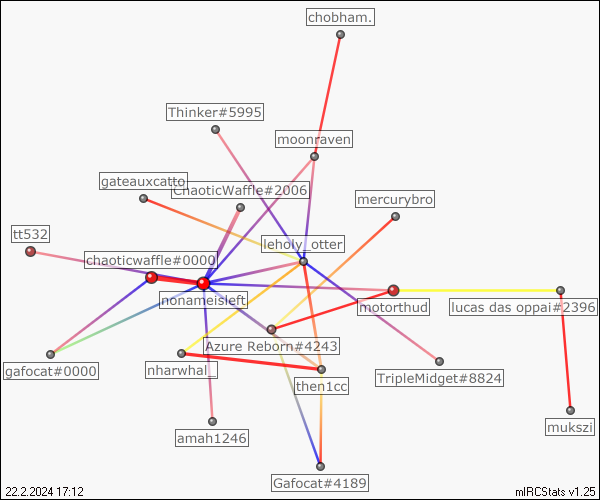 chobham.
Thinker#5995
moonraven
gateauxcatto
ChaoticWaffle#2006
mercurybro
tt532
leholy_otter
chaoticwaffle#0000
nonameisleft
motorthud
lucas das oppai#2396
Azure Reborn#4243
gafocat#0000
nharwhal_
TripleMidget#8824
then1cc
mukszi
amah1246
Gafocat#4189
22.2.2024 17:12
mIRCStats v1.25